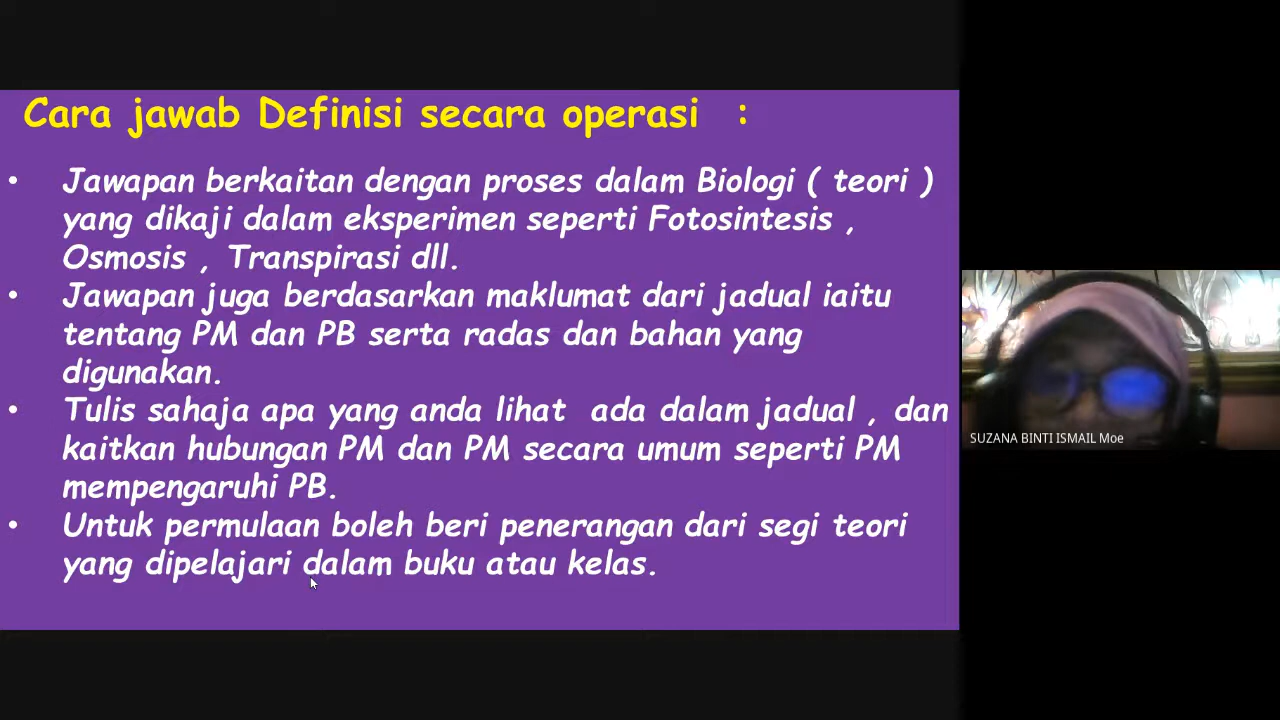 Cara jawab Definisi secara operasi :
• Jawapan berkaitan dengan proses dalam Biologi ( teori )
yang dikaji dalam eksperimen seperti Fotosintesis ,
Osmosis , Transpirasi dll.
• Jawapan juga berdasarkan maklumat dari jadual iaitu
tentang PM dan PB serta radas dan bahan yang
digunakan.
• Tulis sahaja apa yang anda lihat ada dalam jadual , dan
kaitkan hubungan PM dan PM secara umum seperti PM
mempengaruhi PB.
• Untuk permulaan boleh beri penerangan dari segi teori
yang dipelajari dalam buku atau kelas.
SUZANA BINTI ISMAIL Moe